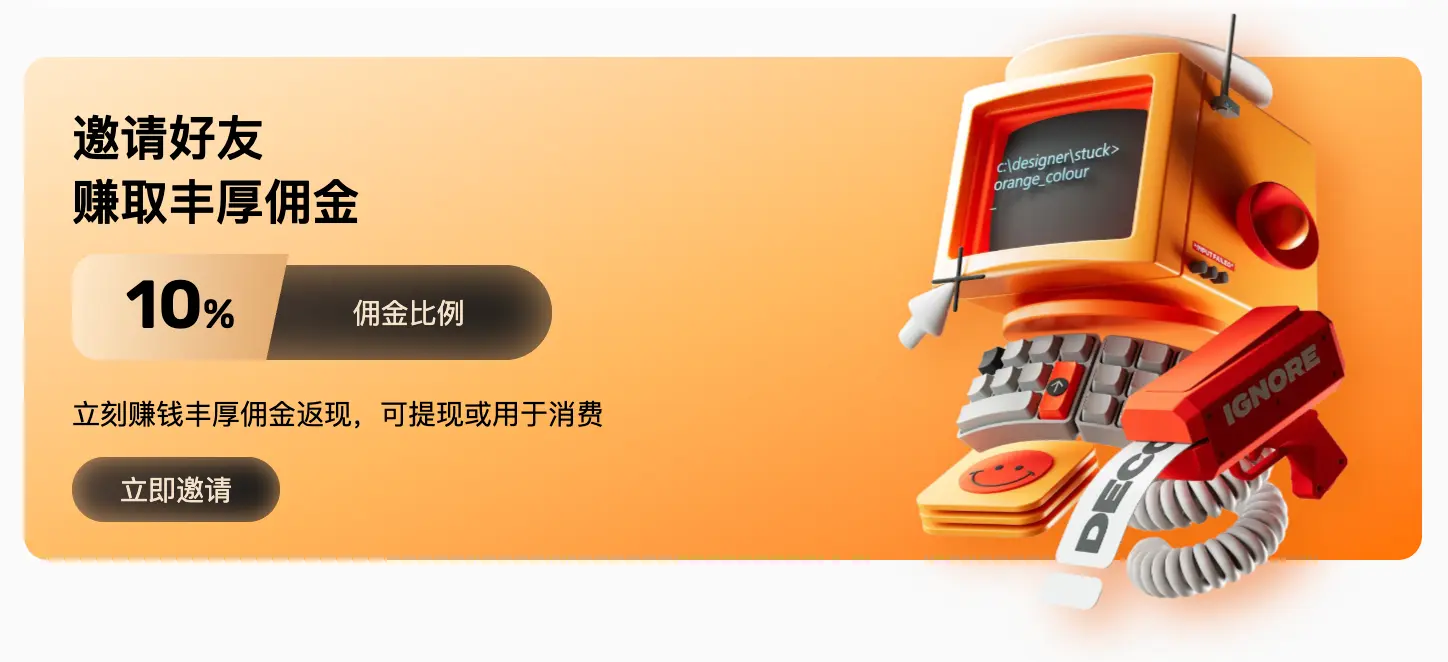 邀请好友
赚取丰厚佣金
10%
佣金比例
立刻赚钱丰厚佣金返现，可提现或用于消费
立即邀请
c:\designer\stuck>
orange_colour
_
IGNORE
DECO